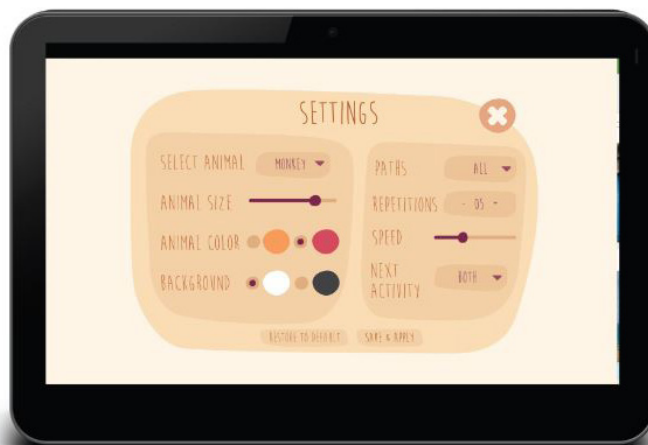 SETTINGS
SELECT ANIMAL MONKEY
ANIMAL SIZE
ANIMAL COLOR
BACKGROUND
PATHS ALL
REPETITIONS - 05 -
SPEED
NEXT ACTIVITY BOTH
RESTORE TO DEFAULT SAVE & APPLY